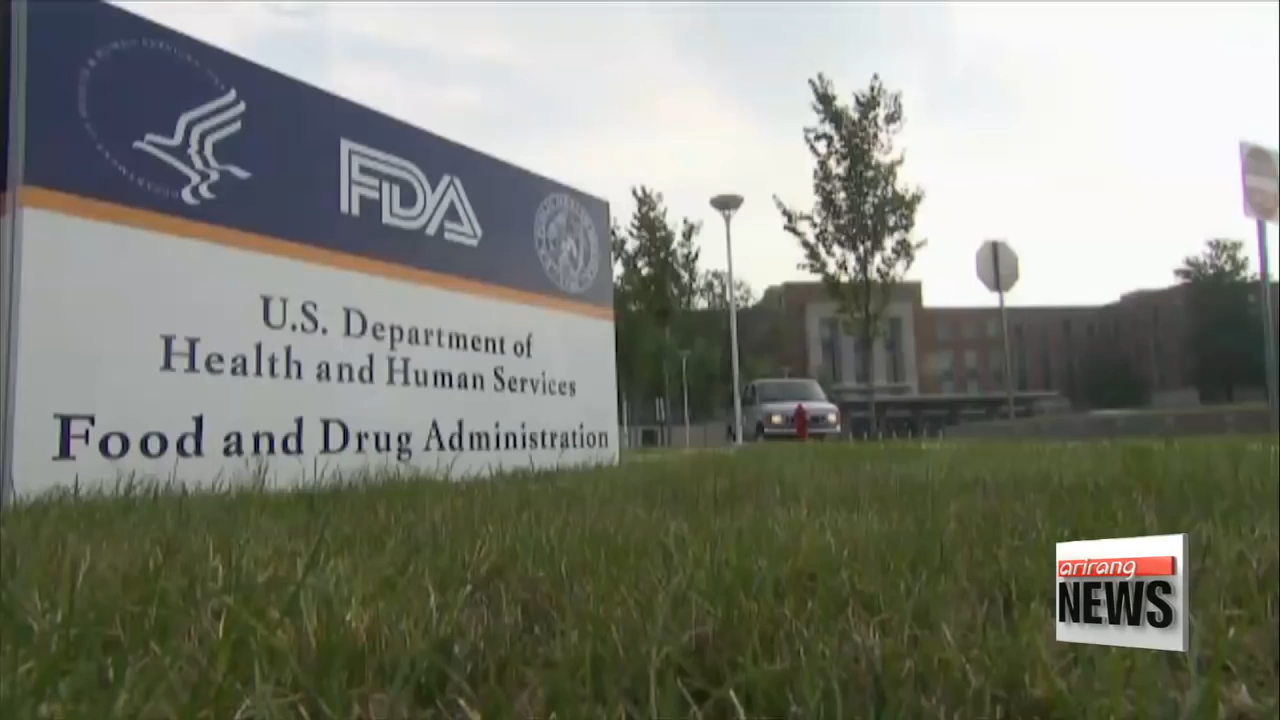 FDA
U.S. Department of
Health and Human Services
Food and Drug Administration
arirang
NEWS